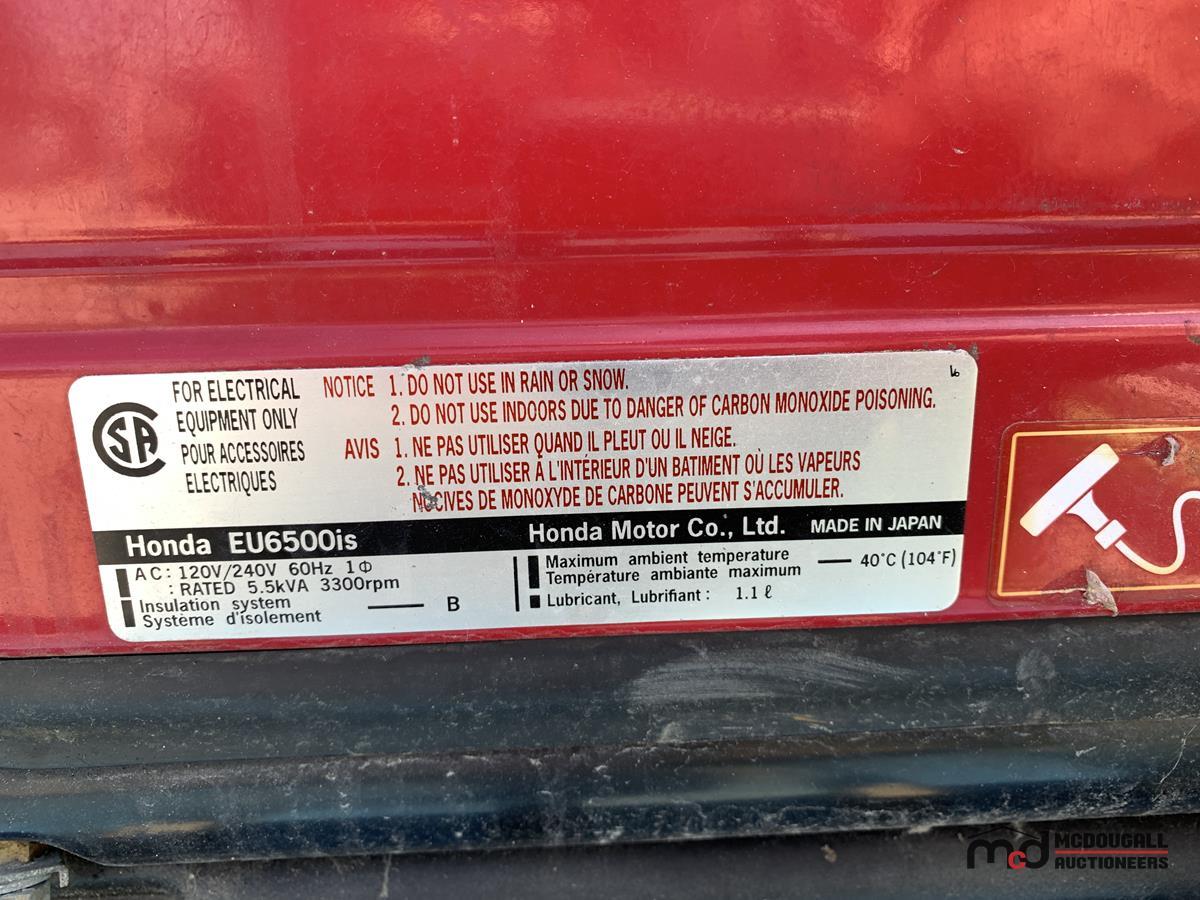 FOR ELECTRICAL
EQUIPMENT ONLY
POUR ACCESSOIRES
ELECTRIQUES
NOTICE 1. DO NOT USE IN RAIN OR SNOW.
2. DO NOT USE INDOORS DUE TO DANGER OF CARBON MONOXIDE POISONING.
AVIS 1. NE PAS UTILISER QUAND IL PLEUT OU IL NEIGE.
2. NE PAS UTILISER À L'INTÉRIEUR D'UN BATIMENT OÙ LES VAPEURS
NOCIVES DE MONOXYDE DE CARBONE PEUVENT S'ACCUMULER.
SA
Honda EU6500is
Honda Motor Co., Ltd. MADE IN JAPAN
AC: 120V/240V 60Hz 1Φ
: RATED 5.5kVA 3300rpm
Insulation system
Système d'isolement
B
Maximum ambient temperature
Température ambiante maximum
40°C (104°F)
Lubricant, Lubrifiant : 1.1 ℓ
mcd MCDOUGALL
AUCTIONEERS